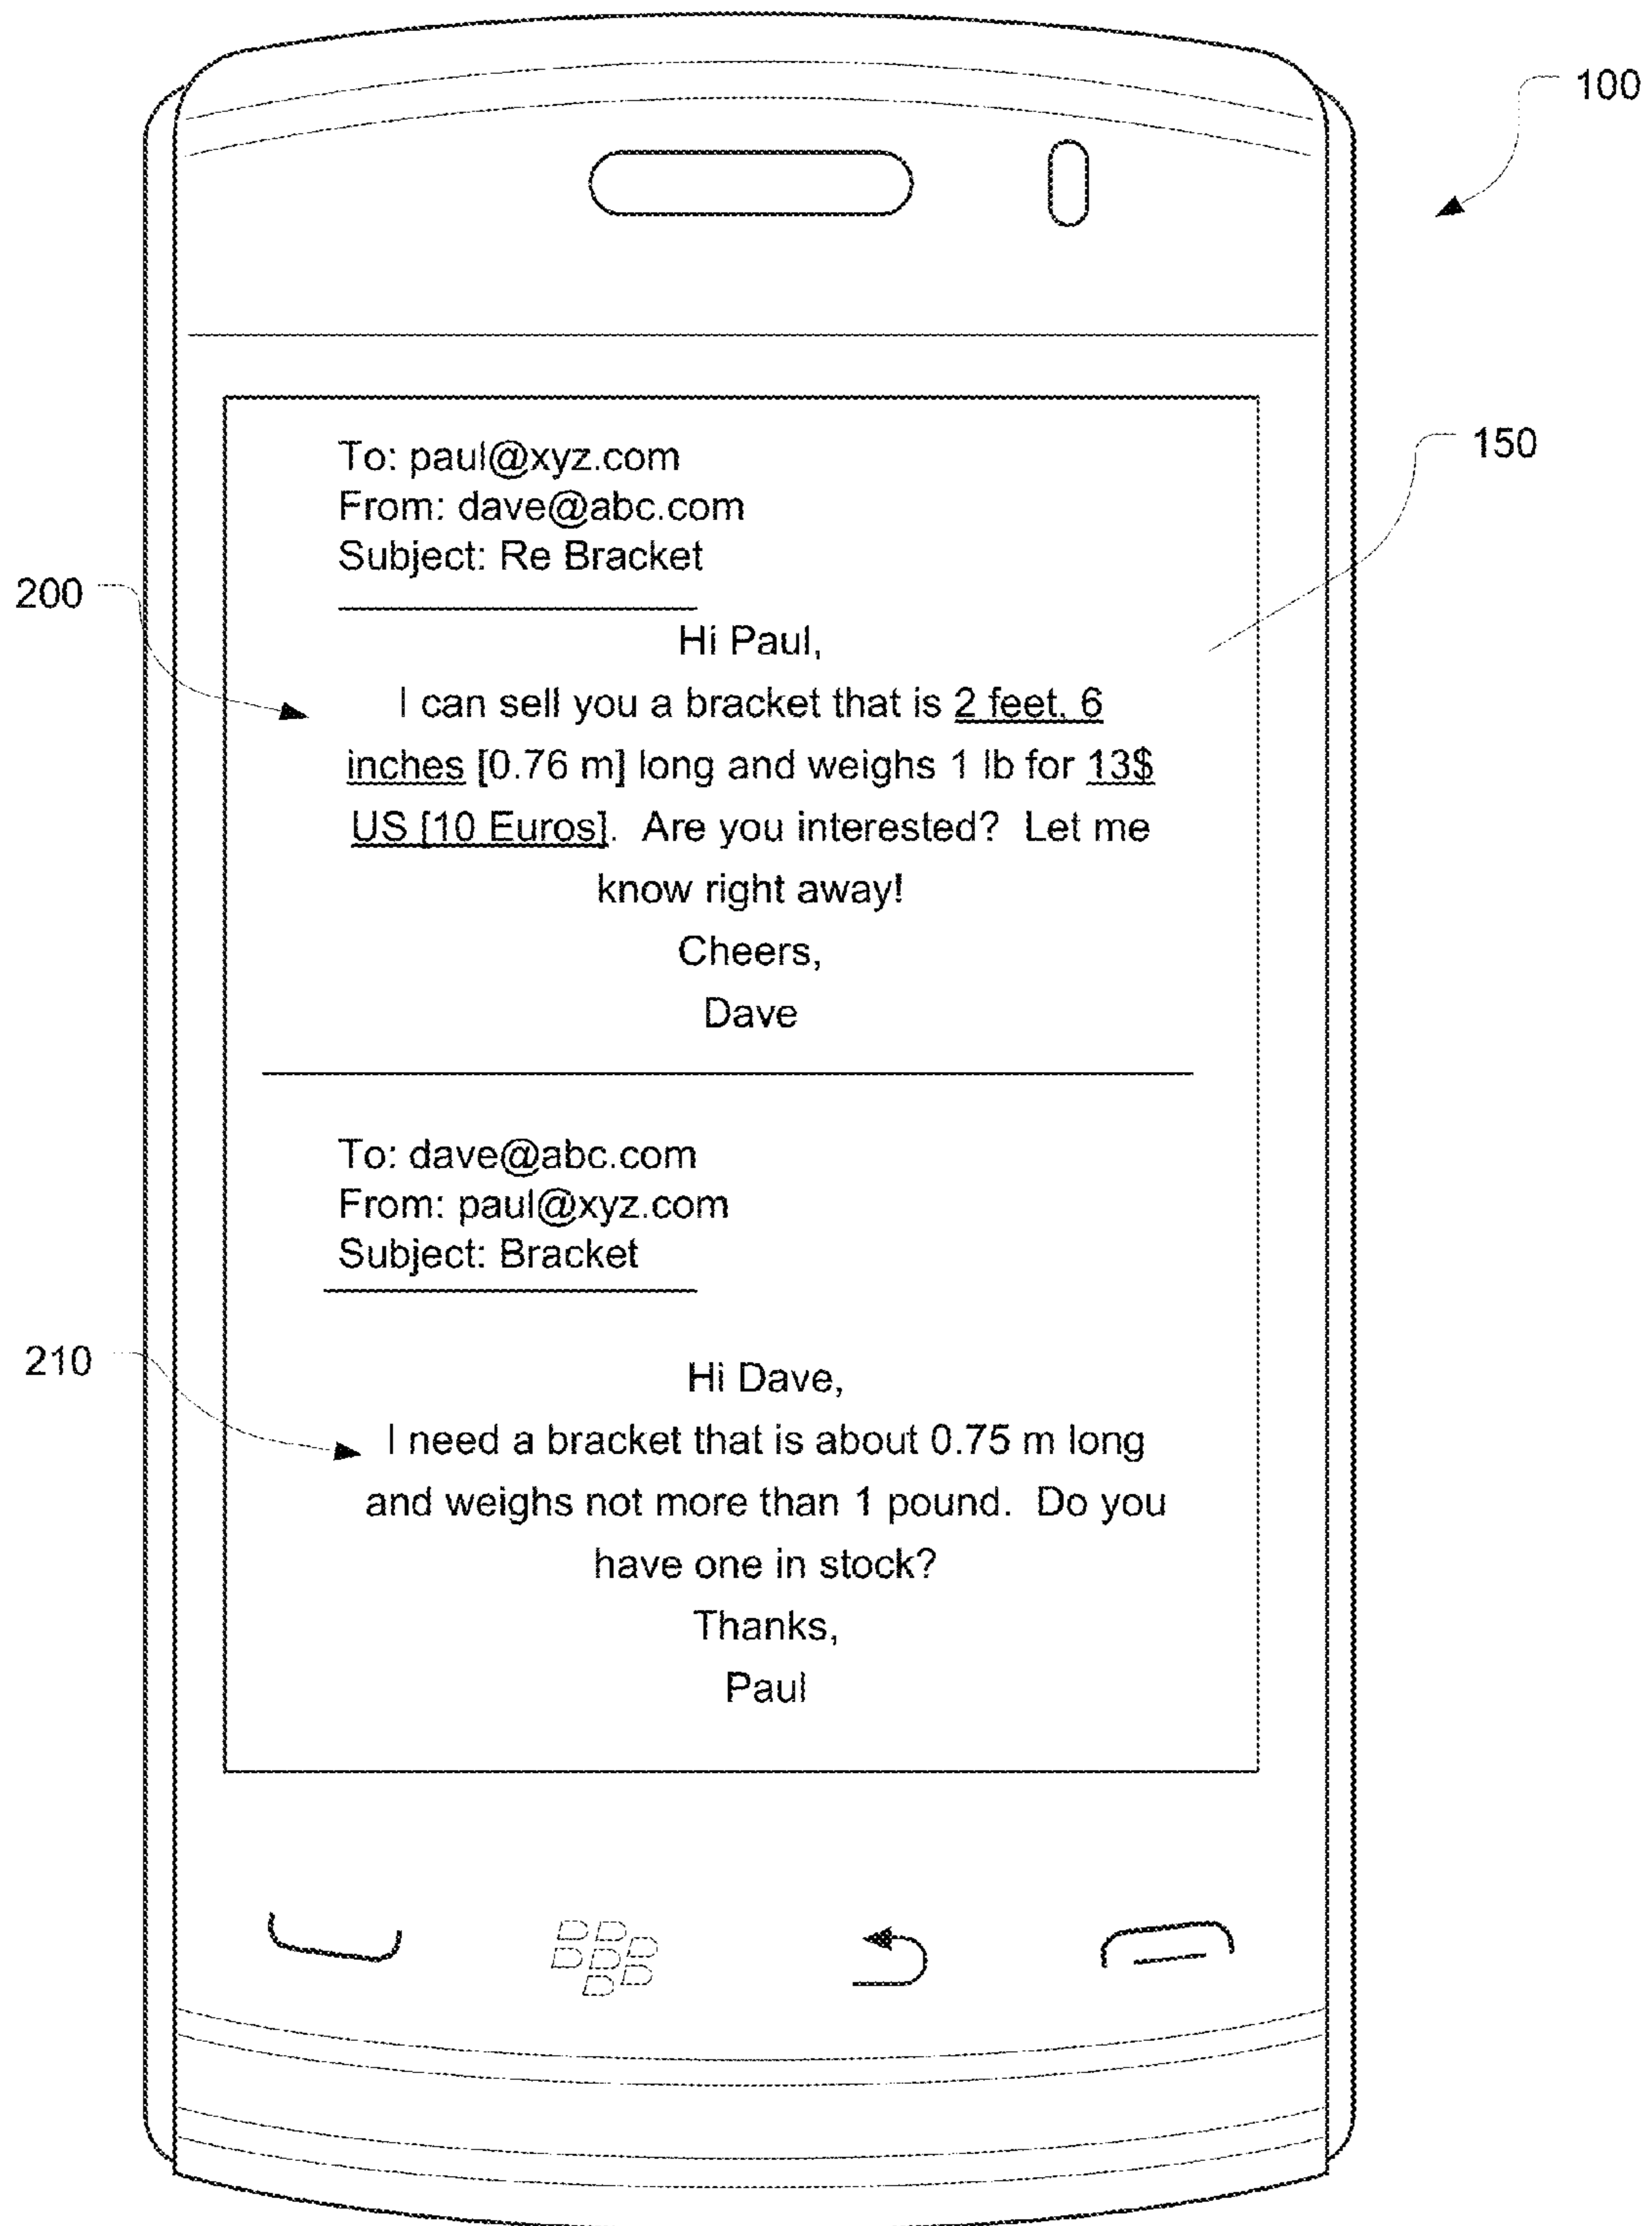 100
To: paul@xyz.com
150
From: dave@abc.com
Subject: Re Bracket
200
Hi Paul,
I can sell you a bracket that is 2 feet, 6
inches [0.76 m] long and weighs 1 lb for 13$
US [10 Euros].  Are you interested?  Let me
know right away!
Cheers,
Dave
To: dave@abc.com
From: paul@xyz.com
Subject: Bracket
210
Hi Dave,
I need a bracket that is about 0.75 m long
and weighs not more than 1 pound.  Do you
have one in stock?
Thanks,
Paul